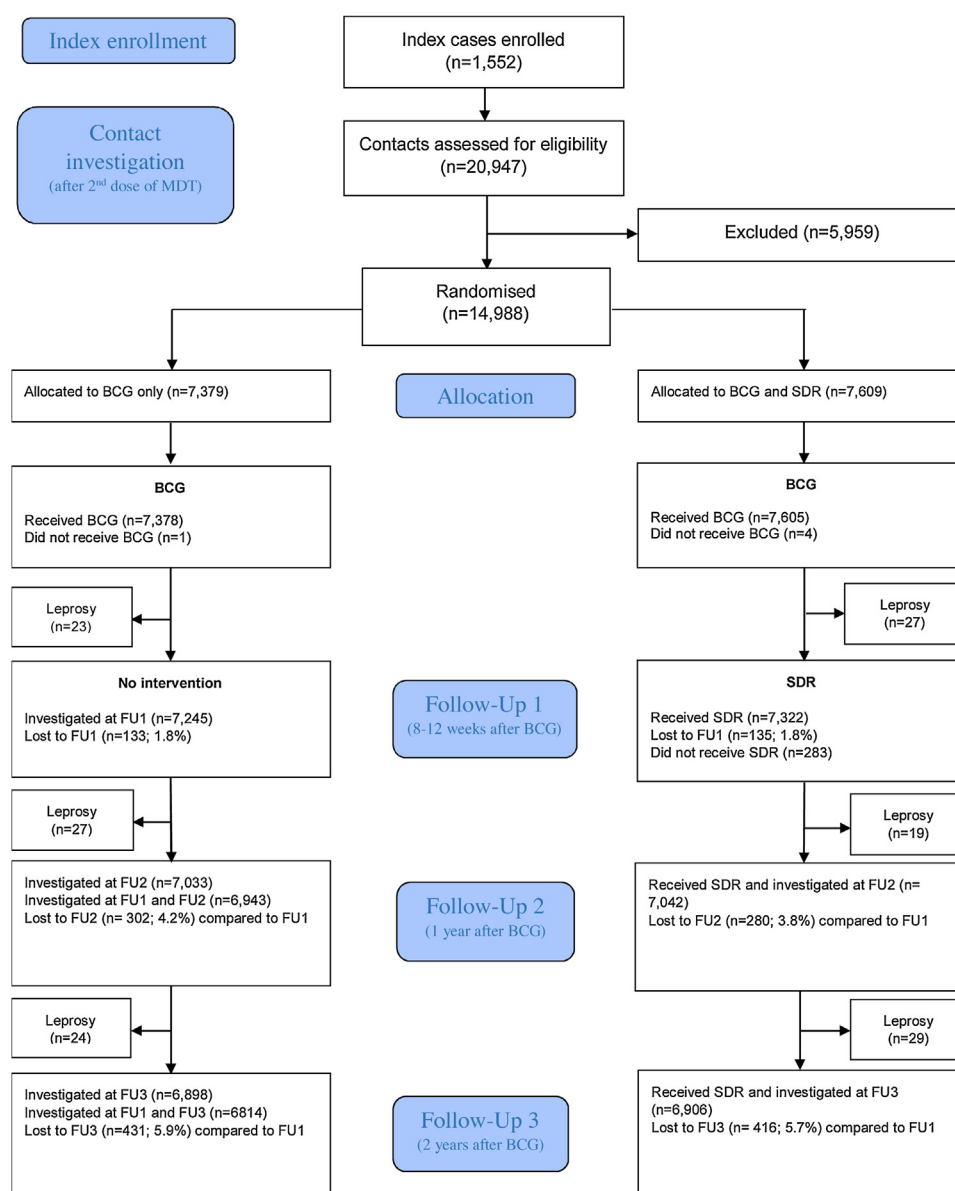 Index enrollment
Index cases enrolled
(n=1,552)
Contact
investigation
(after 2nd dose of MDT)
Contacts assessed for eligibility
(n=20,947)
Excluded (n=5,959)
Randomised
(n=14,988)
Allocated to BCG only (n=7,379)
Allocation
Allocated to BCG and SDR (n=7,609)
BCG
Received BCG (n=7,378)
Did not receive BCG (n=1)
BCG
Received BCG (n=7,605)
Did not receive BCG (n=4)
Leprosy
(n=23)
Leprosy
(n=27)
No intervention
Investigated at FU1 (n=7,245)
Lost to FU1 (n=133; 1.8%)
Follow-Up 1
(8-12 weeks after BCG)
SDR
Received SDR (n=7,322)
Lost to FU1 (n=135; 1.8%)
Did not receive SDR (n=283)
Leprosy
(n=27)
Leprosy
(n=19)
Investigated at FU2 (n=7,033)
Investigated at FU1 and FU2 (n=6,943)
Lost to FU2 (n= 302; 4.2%) compared to FU1
Follow-Up 2
(1 year after BCG)
Received SDR and investigated at FU2 (n=
7,042)
Lost to FU2 (n=280; 3.8%) compared to FU1
Leprosy
(n=24)
Leprosy
(n=29)
Investigated at FU3 (n=6,898)
Investigated at FU1 and FU3 (n=6814)
Lost to FU3 (n=431; 5.9%) compared to FU1
Follow-Up 3
(2 years after BCG)
Received SDR and investigated at FU3
(n=6,906)
Lost to FU3 (n= 416; 5.7%) compared to FU1